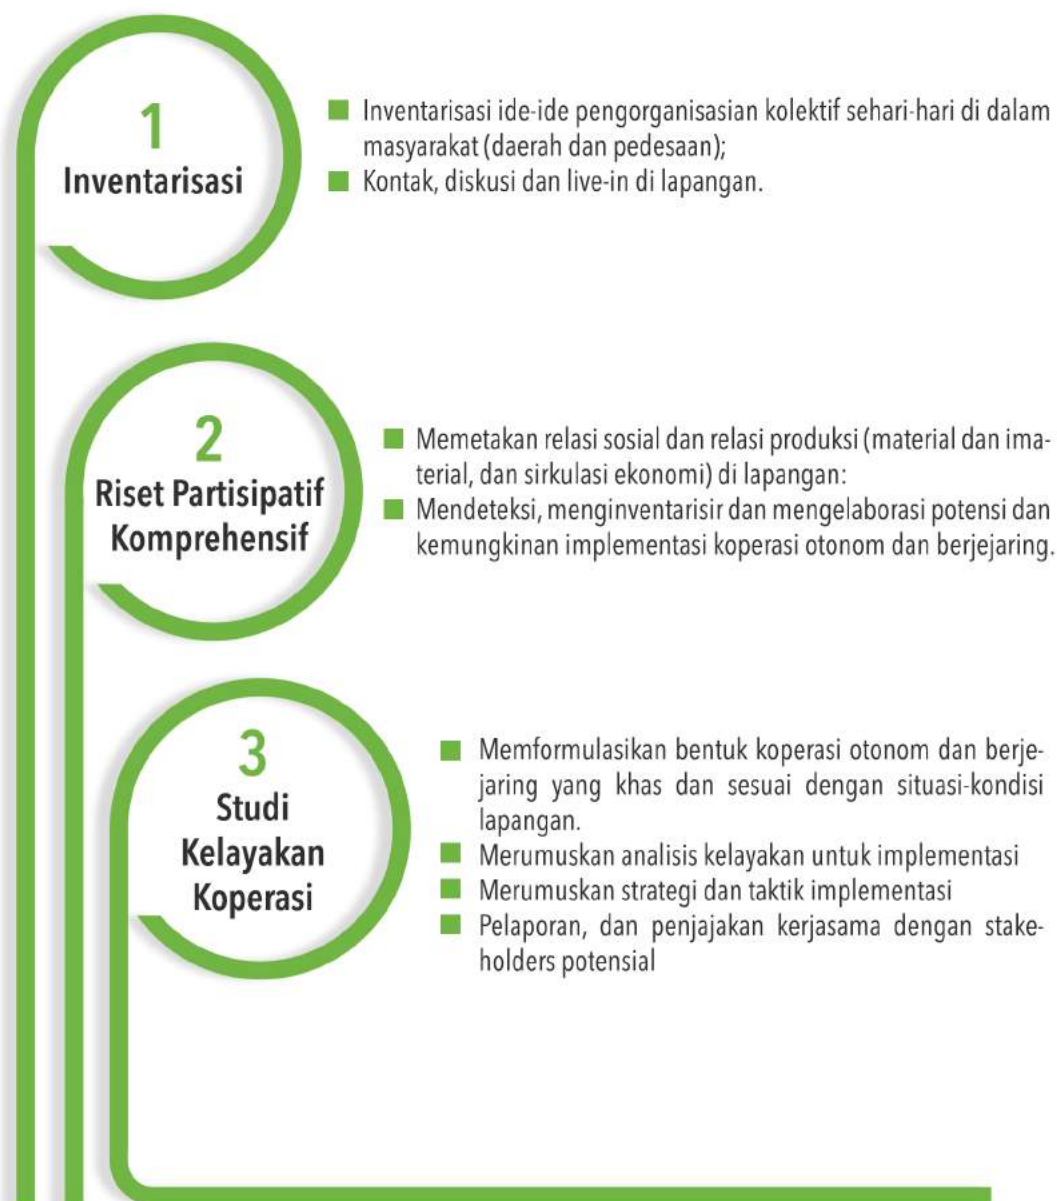 1
Inventarisasi
■ Inventarisasi ide-ide pengorganisasian kolektif sehari-hari di dalam
masyarakat (daerah dan pedesaan);
■ Kontak, diskusi dan live-in di lapangan.
2
Riset Partisipatif
Komprehensif
■ Memetakan relasi sosial dan relasi produksi (material dan ima-
terial, dan sirkulasi ekonomi) di lapangan:
■ Mendeteksi, menginventarisir dan mengelaborasi potensi dan
kemungkinan implementasi koperasi otonom dan berjejaring.
3
Studi
Kelayakan
Koperasi
■ Memformulasikan bentuk koperasi otonom dan berje-
jaring yang khas dan sesuai dengan situasi-kondisi
lapangan.
■ Merumuskan analisis kelayakan untuk implementasi
■ Merumuskan strategi dan taktik implementasi
■ Pelaporan, dan penjajakan kerjasama dengan stake-
holders potensial